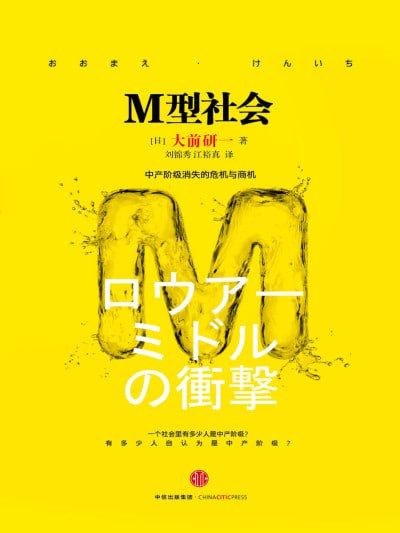 おおまえ・けんいち
M型社会
[日] 大前研一 著
刘锦秀 江裕真 译
中产阶级消失的危机与商机
M
ロウアー
ミドル
の衝撃
一个社会里有多少人是中产阶级?
有多少人自认为是中产阶级?
中信出版集团·CHINACITICPRESS